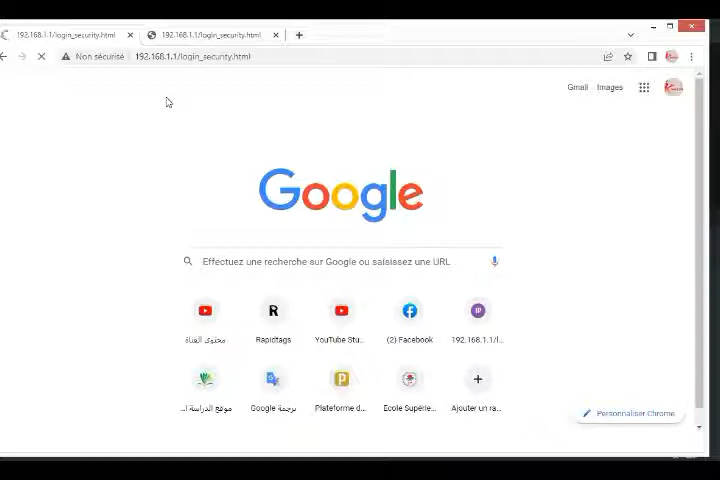 192.168.1.1/login_security.html
192.168.1.1/login_security.html
Non sécurisé
192.168.1.1/login_security.html
Gmail
Images
Google
Effectuez une recherche sur Google ou saisissez une URL
محتوى القناة
Rapidtags
YouTube Stu...
(2) Facebook
192.168.1.1/l...
موقع الدراسة ا...
ترجمة Google
Plateforme d...
Ecole Supérie...
Ajouter un ra...
Personnaliser Chrome